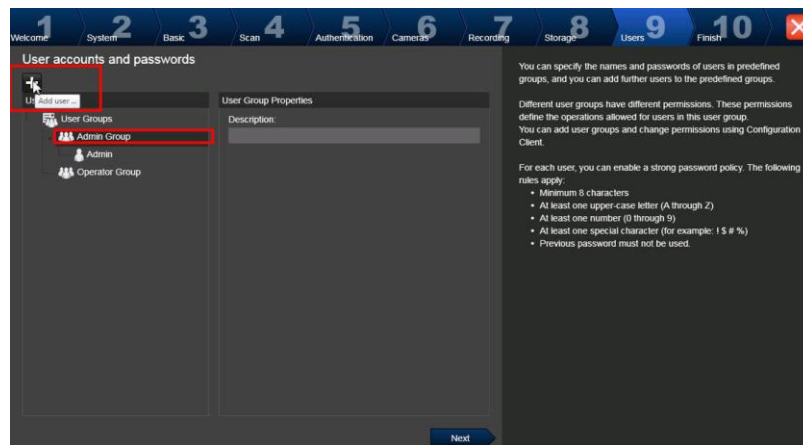 1 Welcome
2 System
3 Basic
4 Scan
5 Authentication
6 Cameras
7 Recording
8 Storage
9 Users
10 Finish
User accounts and passwords
Add user ...
User Groups
Admin Group
Admin
Operator Group
User Group Properties
Description:
Next
You can specify the names and passwords of users in predefined
groups, and you can add further users to the predefined groups.
Different user groups have different permissions. These permissions
define the operations allowed for users in this user group.
You can add user groups and change permissions using Configuration
Client.
For each user, you can enable a strong password policy. The following
rules apply:
• Minimum 8 characters
• At least one upper-case letter (A through Z)
• At least one number (0 through 9)
• At least one special character (for example: ! $ # %)
• Previous password must not be used.